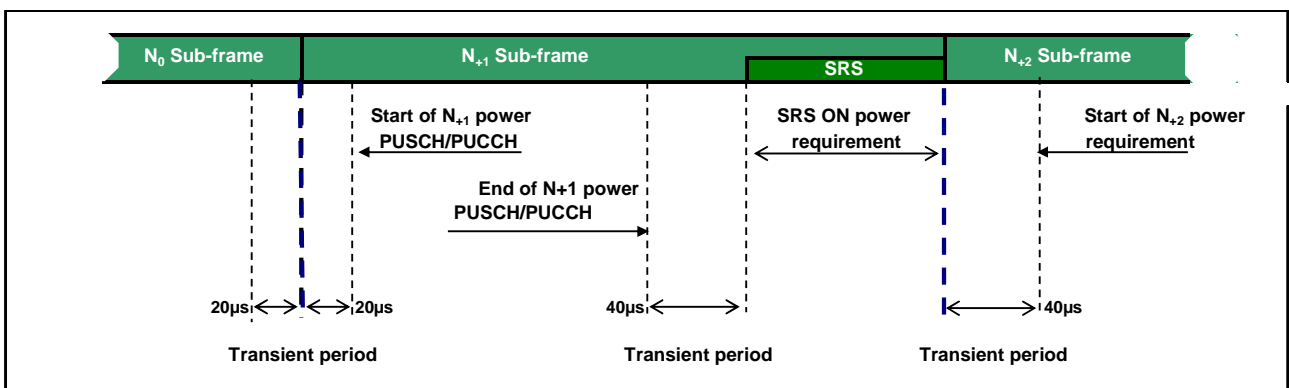 N0 Sub-frame
N+1 Sub-frame
SRS
N+2 Sub-frame
Start of N+1 power
PUSCH/PUCCH
SRS ON power
requirement
Start of N+2 power
requirement
End of N+1 power
PUSCH/PUCCH
20µs
20µs
40µs
40µs
Transient period
Transient period
Transient period